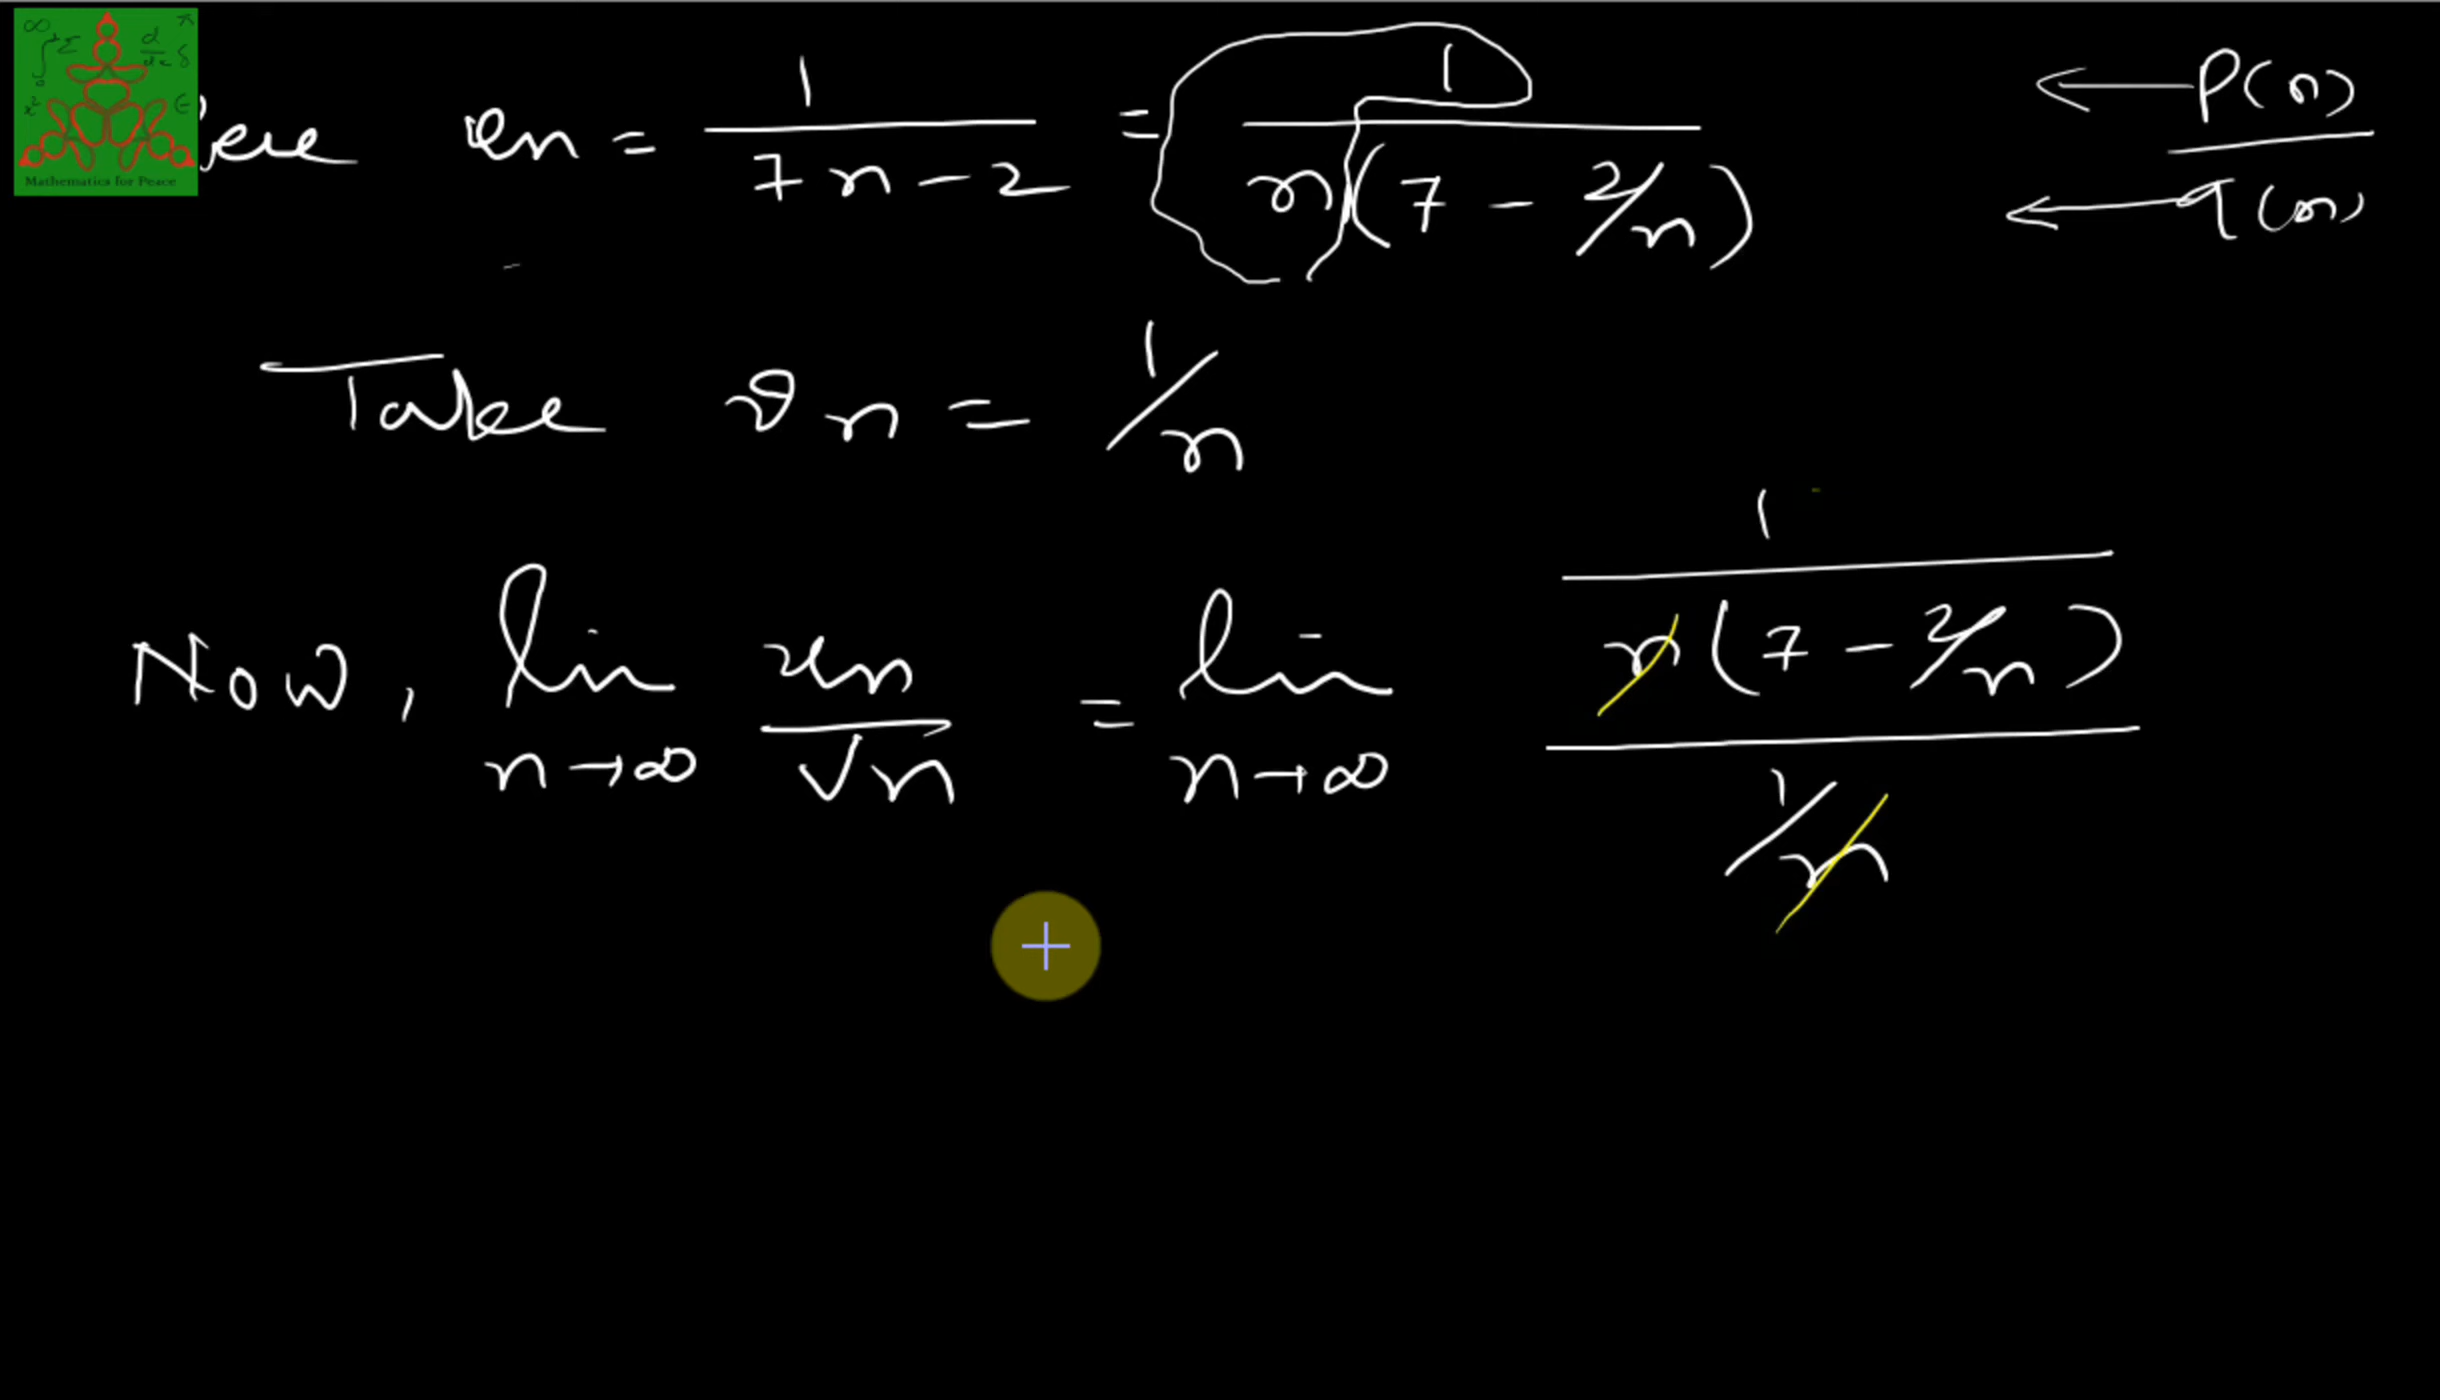 Here un = 1 / (7n - 2) = 1 / (n(7 - 2/n)) ← P(n) / ← q(n)
Take vn = 1/n
Now, lim n→∞ un / √n = lim n→∞ (1 / (n(7 - 2/n))) / (1/n)
Mathematics for Peace